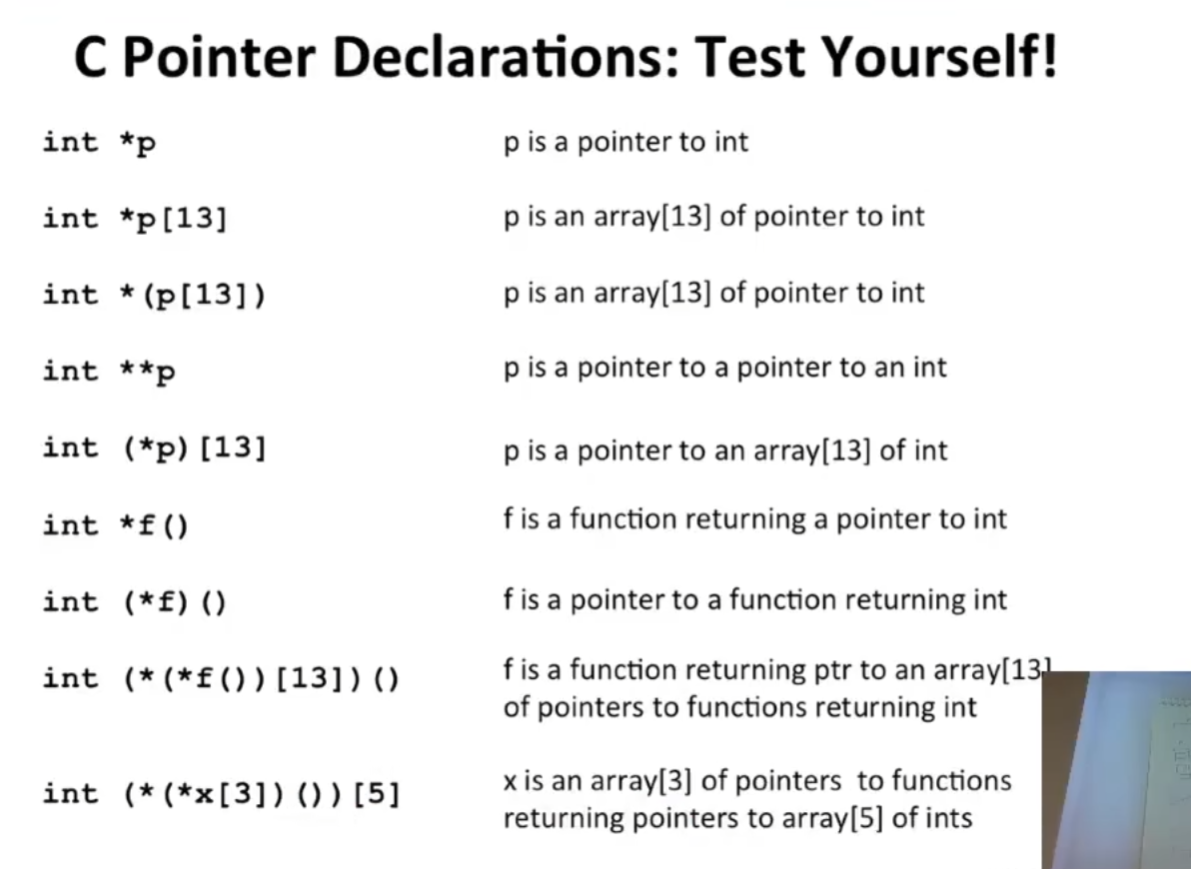 C Pointer Declarations: Test Yourself!
int *p p is a pointer to int
int *p[13] p is an array[13] of pointer to int
int *(p[13]) p is an array[13] of pointer to int
int **p p is a pointer to a pointer to an int
int (*p)[13] p is a pointer to an array[13] of int
int *f() f is a function returning a pointer to int
int (*f)() f is a pointer to a function returning int
int (*(*f())[13])() f is a function returning ptr to an array[13]
of pointers to functions returning int
int (*(*x[3])())[5] x is an array[3] of pointers to functions
returning pointers to array[5] of ints